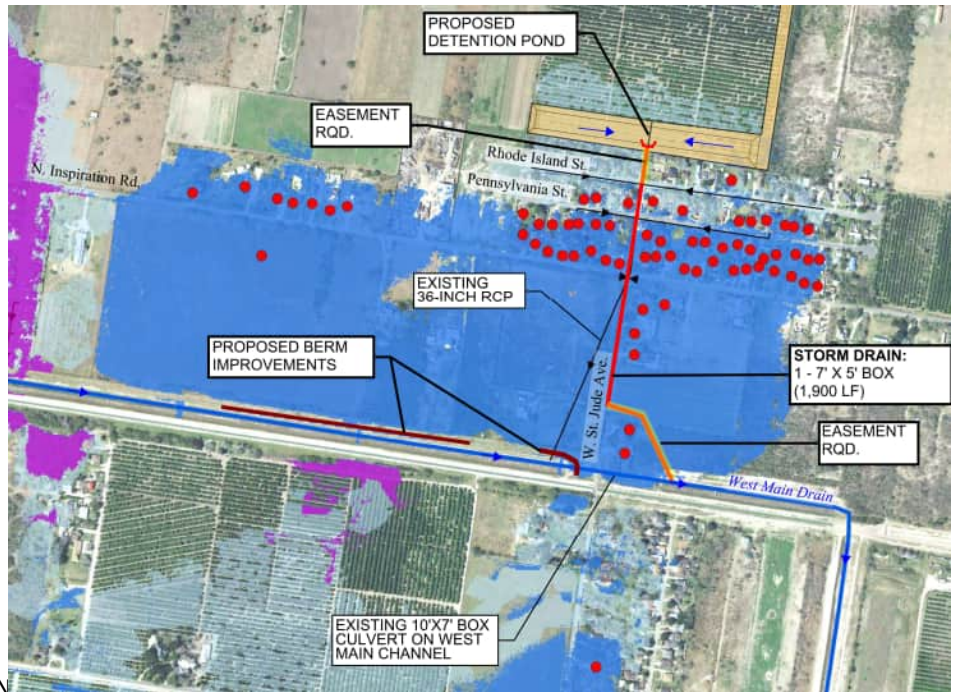 PROPOSED
DETENTION POND
EASEMENT
RQD.
Rhode Island St.
N. Inspiration Rd.
Pennsylvania St.
EXISTING
36-INCH RCP
PROPOSED BERM
IMPROVEMENTS
STORM DRAIN:
1 - 7' X 5' BOX
(1,900 LF)
W. St. Jude Ave.
EASEMENT
RQD.
West Main Drain
EXISTING 10'X7' BOX
CULVERT ON WEST
MAIN CHANNEL